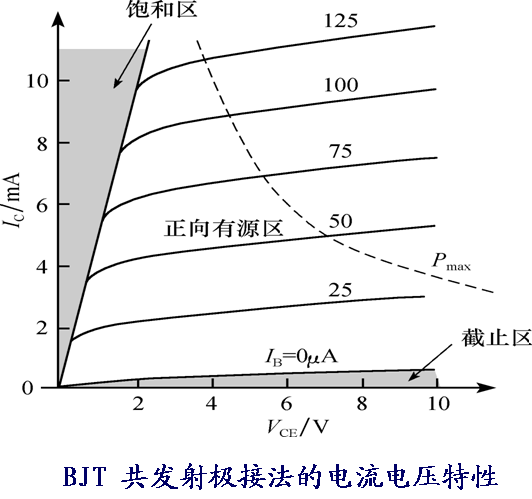 饱和区
125
10
100
8
75
I_C/mA
6
正向有源区
50
4
P_max
25
2
截止区
I_B=0μA
0
2
4
6
8
10
V_CE/V
BJT 共发射极接法的电流电压特性